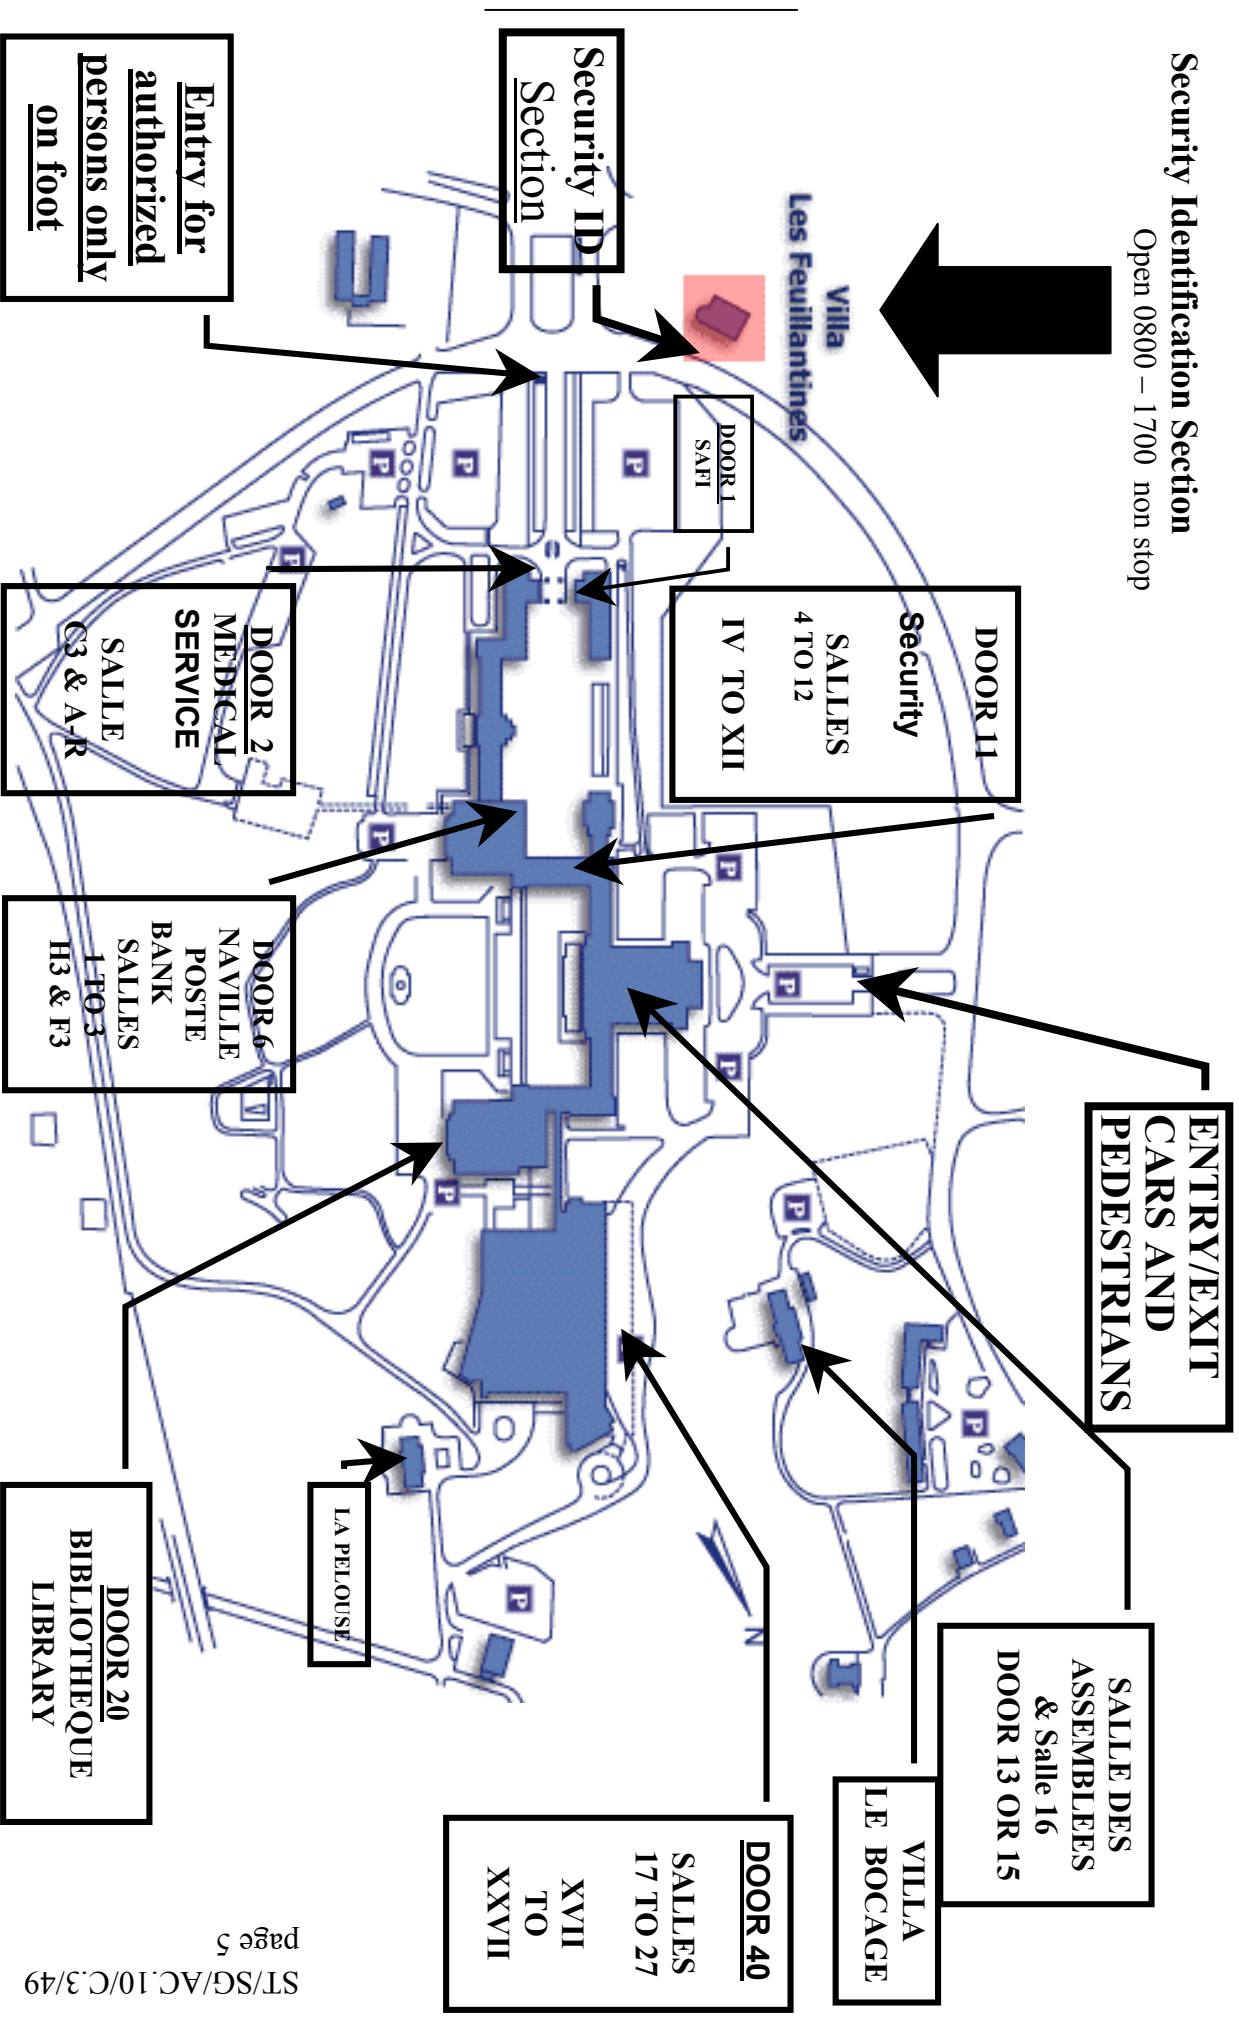 Security Identification Section
Open 0800 – 1700 non stop
Villa
Les Feuillantines
Security ID
Section
Entry for
authorized
persons only
on foot
DOOR 1
SAFI
DOOR 11
Security
SALLES
4 TO 12
IV TO XII
DOOR 2
MEDICAL
SERVICE
SALLE
C3 & A-R
DOOR 6
NAVILLE
POSTE
BANK
SALLES
1 TO 3
H3 & F3
ENTRY/EXIT
CARS AND
PEDESTRIANS
SALLE DES
ASSEMBLEES
& Salle 16
DOOR 13 OR 15
VILLA
LE BOCAGE
DOOR 40
SALLES
17 TO 27
XVII
TO
XXVII
LA PELOUSE
DOOR 20
BIBLIOTHEQUE
LIBRARY
P
P
P
P
P
P
P
P
P
P
P
P
N
ST/SG/AC.10/C.3/49
page 5